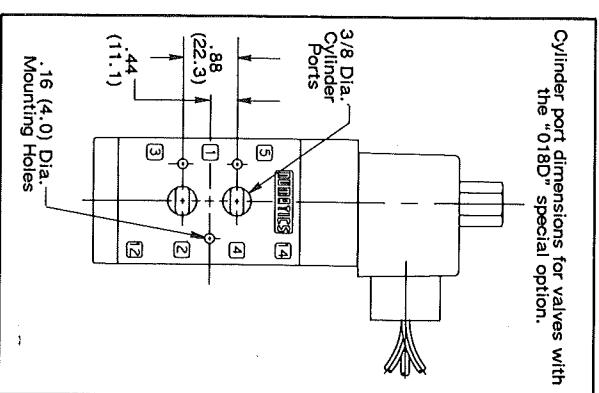 Cylinder port dimensions for valves with
the "018D" special option.
3/8 Dia.
Cylinder
Ports
.88
(22.3)
.44
(11.1)
.16 (4.0) Dia.
Mounting Holes
5
1
3
NUMATICS
14
4
2
12